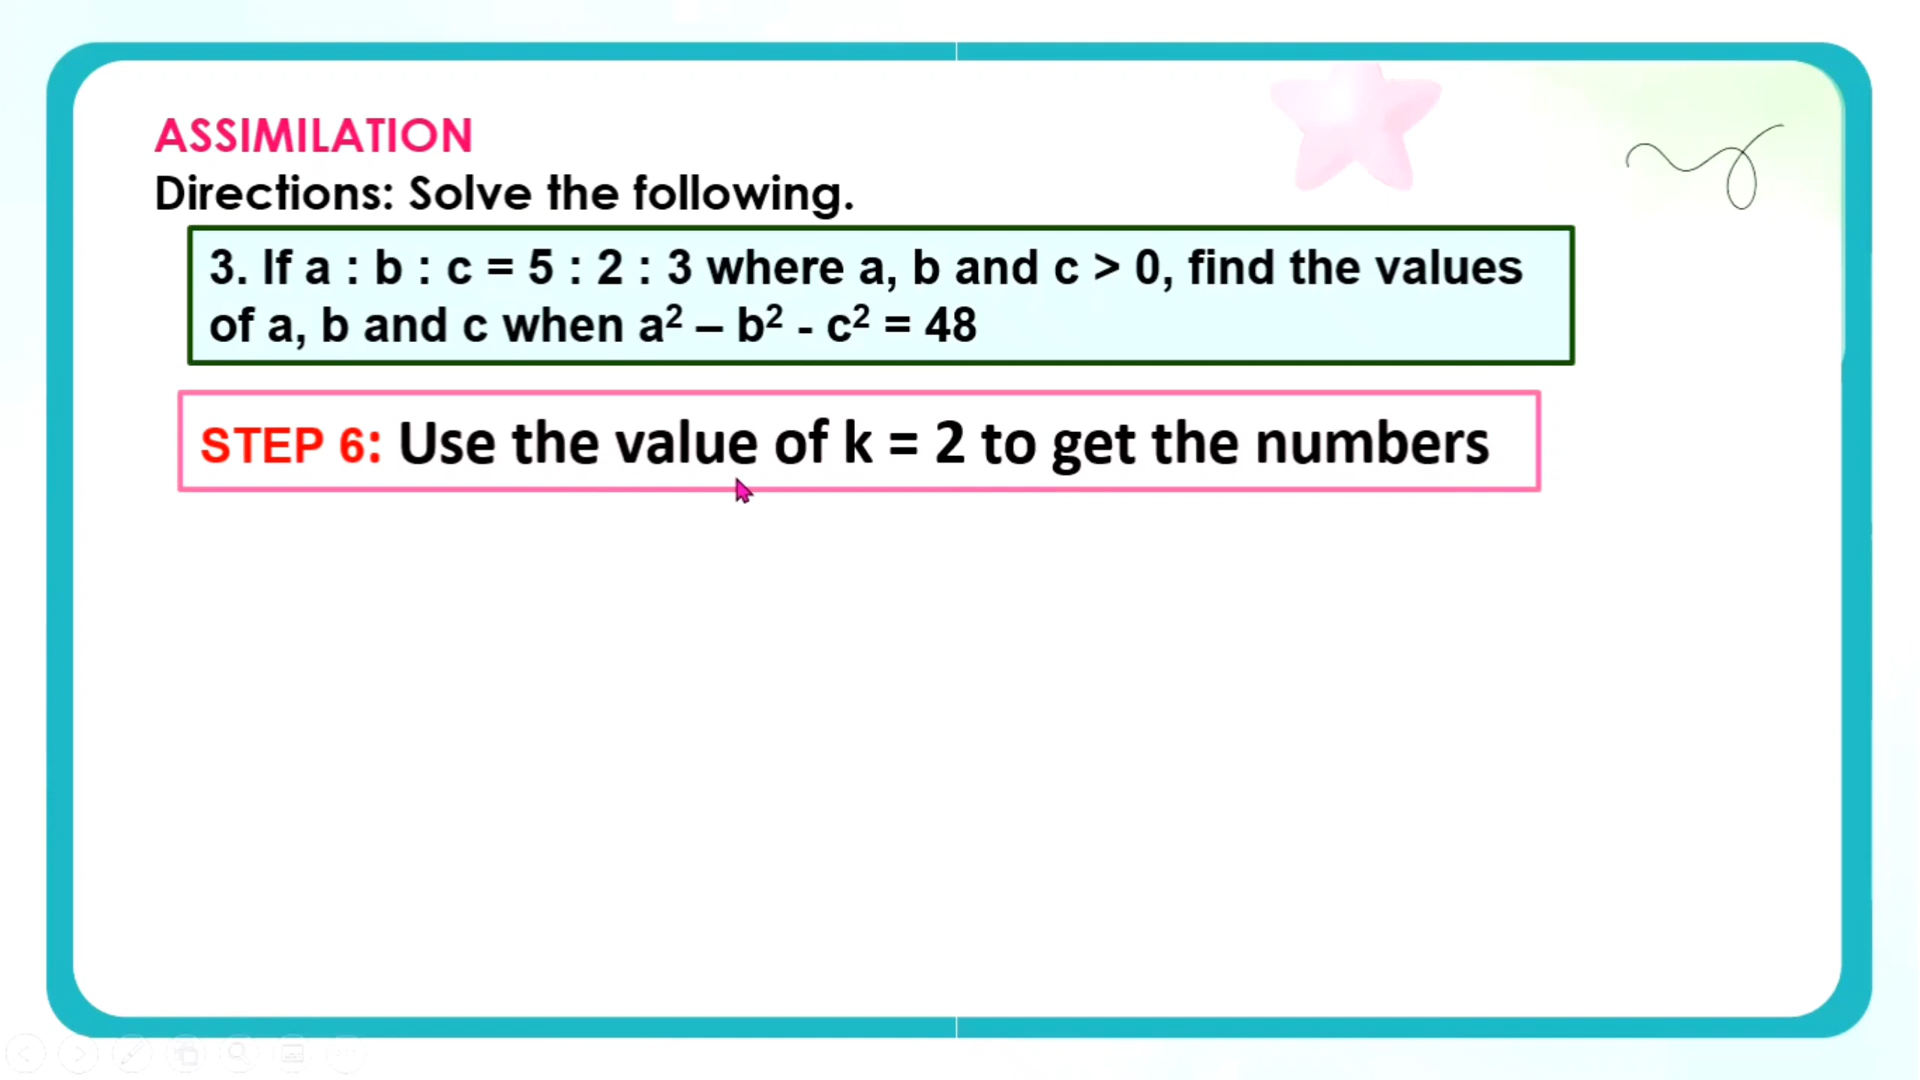 ASSIMILATION
Directions: Solve the following.
3. If a : b : c = 5 : 2 : 3 where a, b and c > 0, find the values
of a, b and c when a² – b² - c² = 48
STEP 6: Use the value of k = 2 to get the numbers